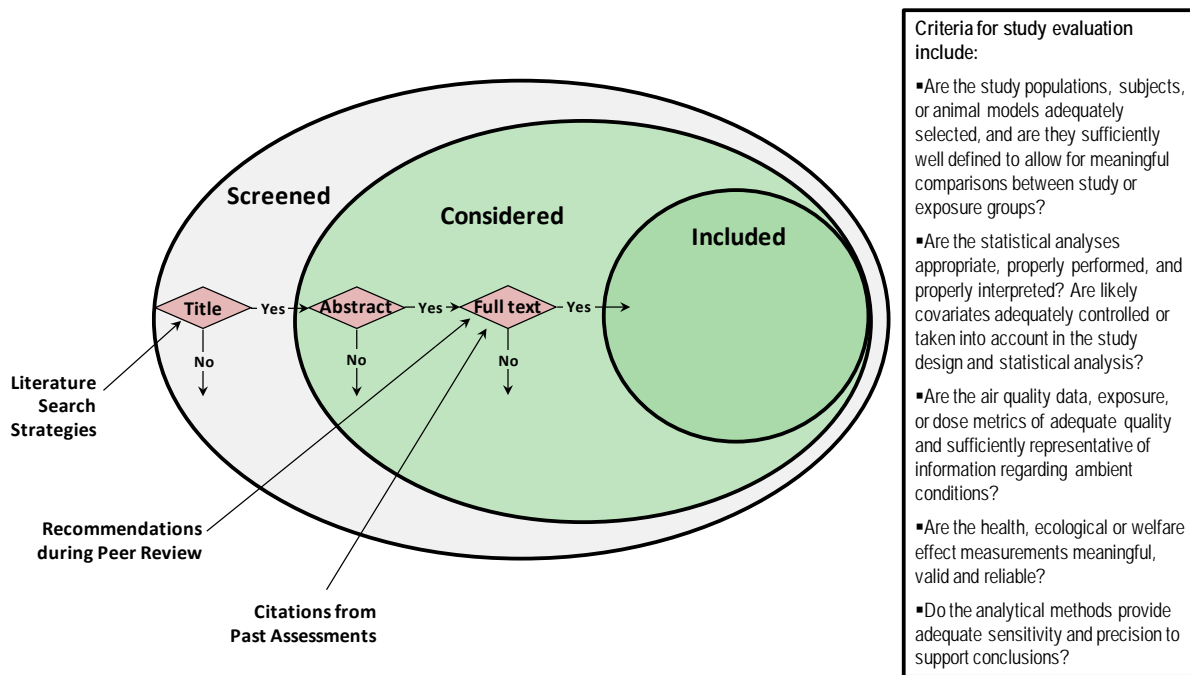 Screened
Considered
Included
Title
Yes
Abstract
Yes
Full text
Yes
No
No
No
Literature
Search
Strategies
Recommendations
during Peer Review
Citations from
Past Assessments
Criteria for study evaluation
include:
▪Are the study populations, subjects,
or animal models adequately
selected, and are they sufficiently
well defined to allow for meaningful
comparisons between study or
exposure groups?
▪Are the statistical analyses
appropriate, properly performed, and
properly interpreted? Are likely
covariates adequately controlled or
taken into account in the study
design and statistical analysis?
▪Are the air quality data, exposure,
or dose metrics of adequate quality
and sufficiently representative of
information regarding ambient
conditions?
▪Are the health, ecological or welfare
effect measurements meaningful,
valid and reliable?
▪Do the analytical methods provide
adequate sensitivity and precision to
support conclusions?